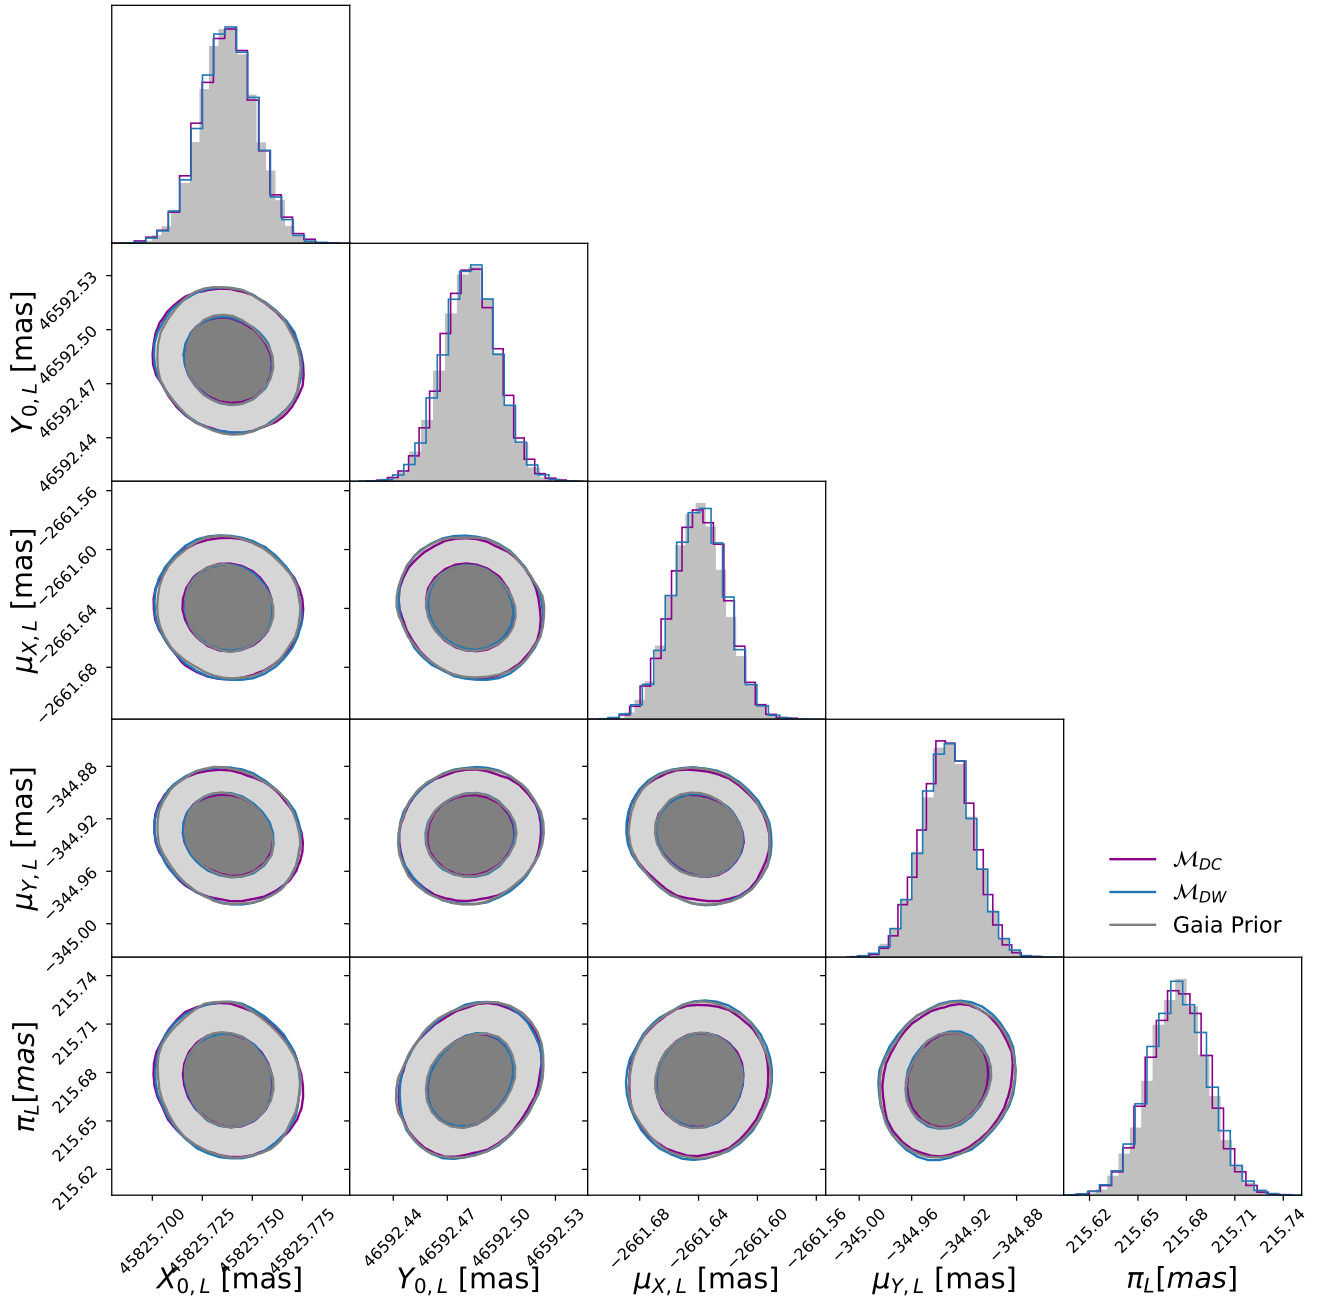 Y₀,L [mas]
46592.53
46592.50
46592.47
46592.44
μX,L [mas]
−2661.56
−2661.60
−2661.64
−2661.68
μY,L [mas]
−344.88
−344.92
−344.96
−345.00
ℳDC
ℳDW
Gaia Prior
πL[mas]
215.74
215.71
215.68
215.65
215.62
45825.700 45825.725 45825.750 45825.775
46592.44 46592.47 46592.50 46592.53
−2661.68 −2661.64 −2661.60 −2661.56
−345.00 −344.96 −344.92 −344.88
215.62 215.65 215.68 215.71 215.74
X₀,L [mas] Y₀,L [mas] μX,L [mas] μY,L [mas] πL[mas]